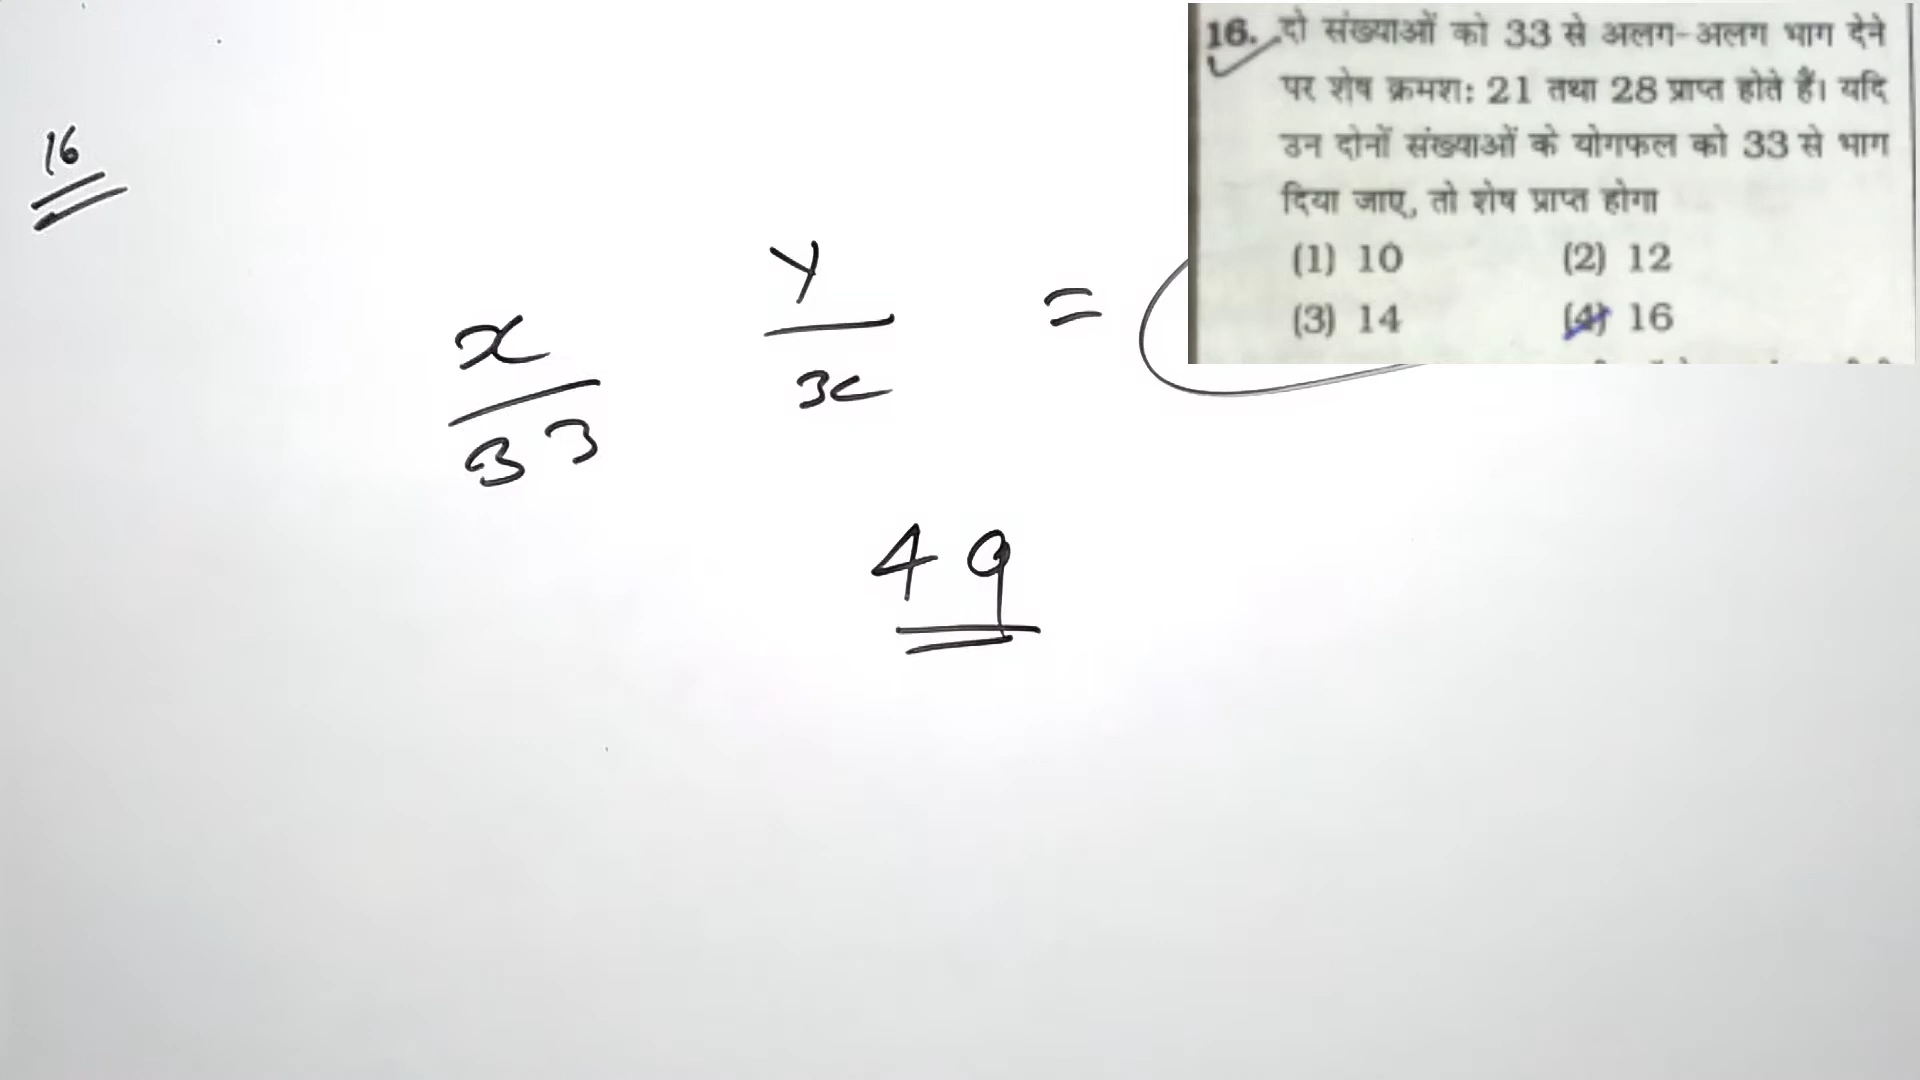 16. दो संख्याओं को 33 से अलग-अलग भाग देने
पर शेष क्रमशः 21 तथा 28 प्राप्त होते हैं। यदि
उन दोनों संख्याओं के योगफल को 33 से भाग
दिया जाए, तो शेष प्राप्त होगा
(1) 10 (2) 12
(3) 14 (4) 16
16
x
33
y
=
49